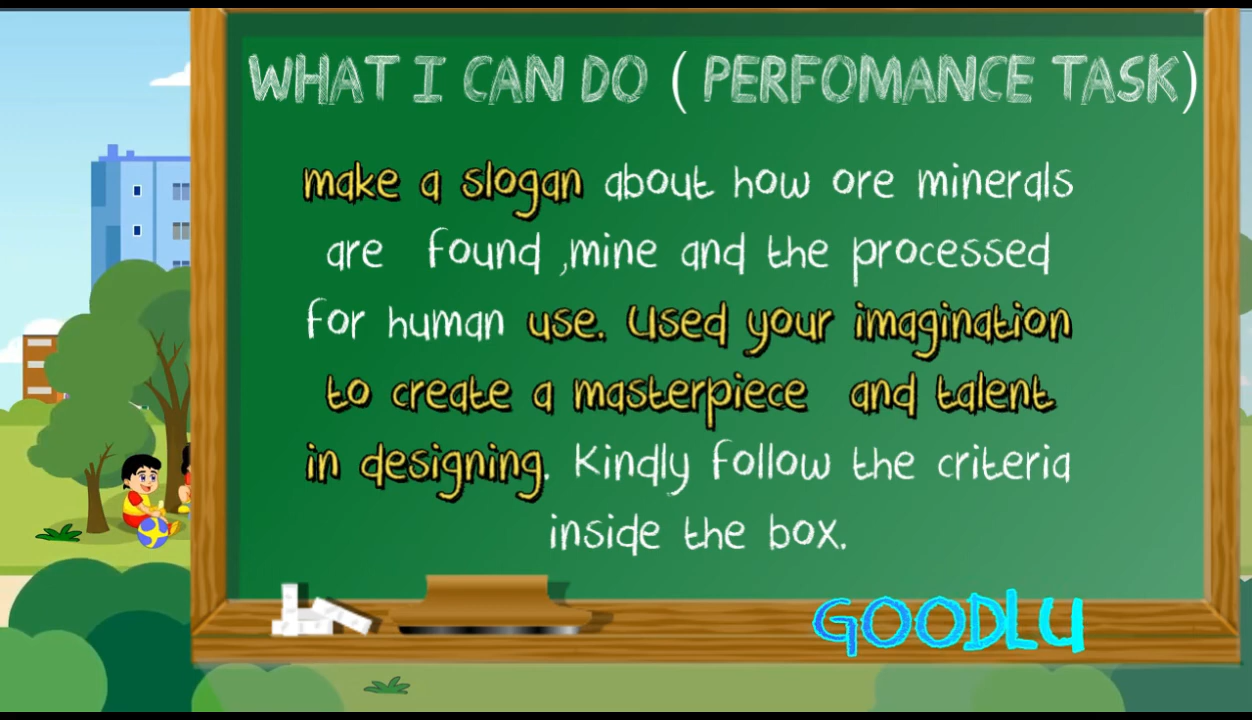 WHAT I CAN DO ( PERFOMANCE TASK)
make a slogan about how ore minerals
are found ,mine and the processed
for human use. Used your imagination
to create a masterpiece and talent
in designing. Kindly follow the criteria
inside the box.
GOODLU